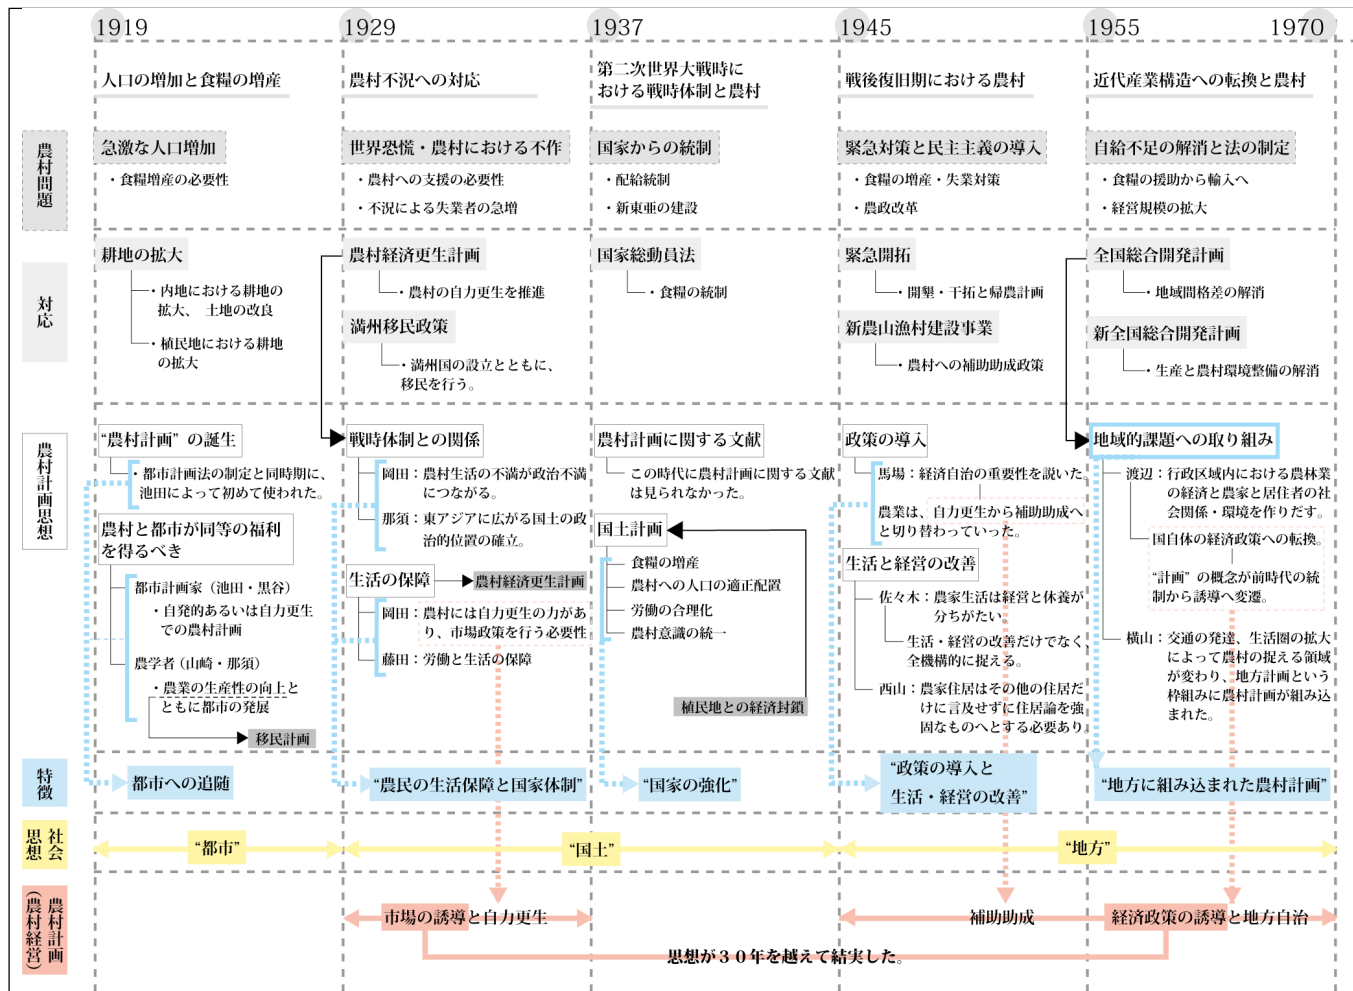 1919
1929
1937
1945
1955
1970
人口の増加と食糧の増産
農村不況への対応
第二次世界大戦時に
おける戦時体制と農村
戦後復旧期における農村
近代産業構造への転換と農村
農村問題
急激な人口増加
・食糧増産の必要性
世界恐慌・農村における不作
・農村への支援の必要性
・不況による失業者の急増
国家からの統制
・配給統制
・新東亜の建設
緊急対策と民主主義の導入
・食糧の増産・失業対策
・農政改革
自給不足の解消と法の制定
・食糧の援助から輸入へ
・経営規模の拡大
対応
耕地の拡大
・内地における耕地の
拡大、 土地の改良
・植民地における耕地
の拡大
農村経済更生計画
・農村の自力更生を推進
満州移民政策
・満州国の設立とともに、
移民を行う。
国家総動員法
・食糧の統制
緊急開拓
・開墾・干拓と帰農計画
新農山漁村建設事業
・農村への補助助成政策
全国総合開発計画
・地域間格差の解消
新全国総合開発計画
・生産と農村環境整備の解消
農村計画思想
“農村計画”の誕生
・都市計画法の制定と同時期に、
池田によって初めて使われた。
農村と都市が同等の福利
を得るべき
都市計画家（池田・黒谷）
・自発的あるいは自力更生
での農村計画
農学者（山崎・那須）
・農業の生産性の向上と
ともに都市の発展
移民計画
戦時体制との関係
岡田：農村生活の不満が政治不満
につながる。
那須：東アジアに広がる国土の政
治的位置の確立。
生活の保障
農村経済更生計画
岡田：農村には自力更生の力があ
り、市場政策を行う必要性
藤田：労働と生活の保障
農村計画に関する文献
この時代に農村計画に関する文献
は見られなかった。
国土計画
食糧の増産
農村への人口の適正配置
労働の合理化
農村意識の統一
植民地との経済封鎖
政策の導入
馬場：経済自治の重要性を説いた。
農業は、自力更生から補助助成へ
と切り替わっていった。
生活と経営の改善
佐々木：農家生活は経営と休養が
分ちがたい。
生活・経営の改善だけでなく、
全機構的に捉える。
西山：農家住居はその他の住居だ
けに言及せずに住居論を強
固なものへとする必要あり。
地域的課題への取り組み
渡辺：行政区域内における農林業
の経済と農家と居住者の社
会関係・環境を作りだす。
国自体の経済政策への転換。
“計画”の概念が前時代の統
制から誘導へ変遷。
横山：交通の発達、生活圏の拡大
によって農村の捉える領域
が変わり、地方計画という
枠組みに農村計画が組み込
まれた。
特徴
都市への追随
“農民の生活保障と国家体制”
“国家の強化”
“政策の導入と
生活・経営の改善”
“地方に組み込まれた農村計画”
社会
思想
“都市”
“国土”
“地方”
農村計画
（農村経営）
市場の誘導と自力更生
補助助成
経済政策の誘導と地方自治
思想が３０年を越えて結実した。